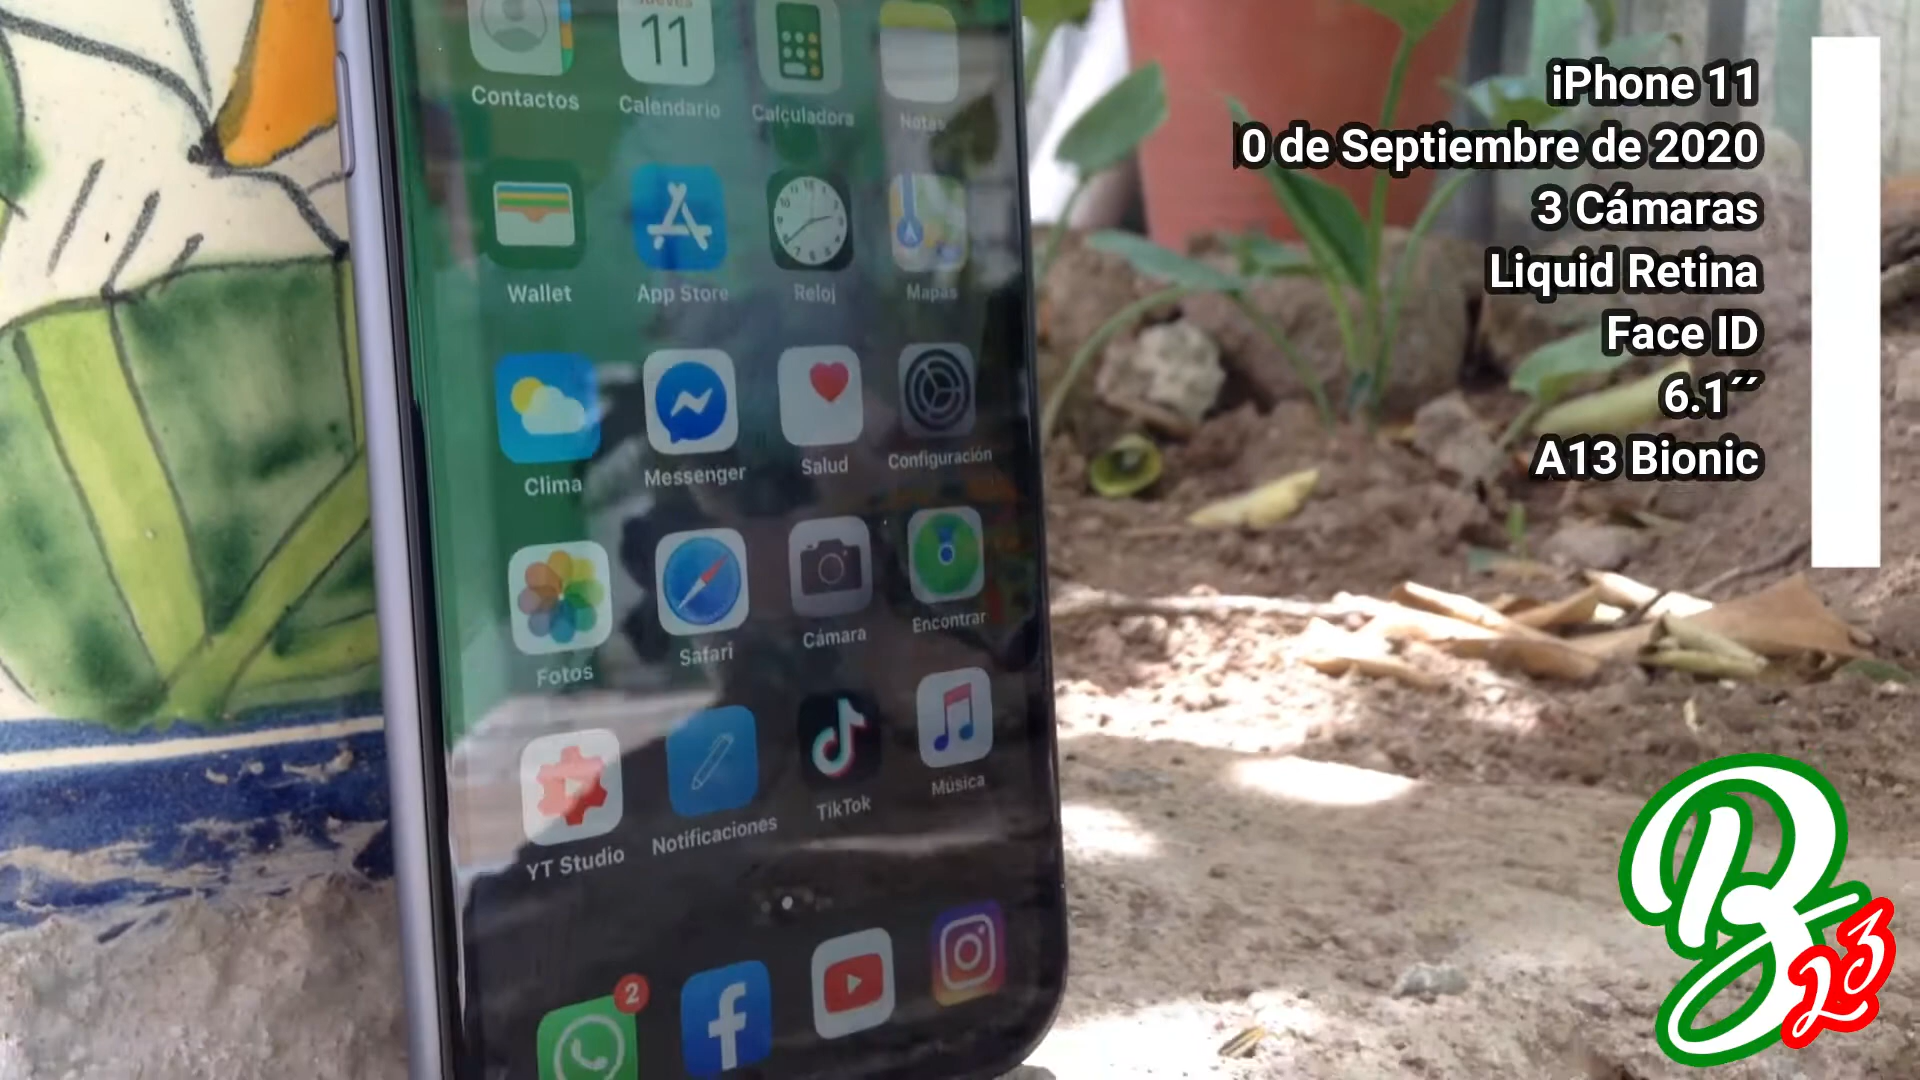 Jueves
11
Contactos
Calendario
Calculadora
Notas
Wallet
App Store
Reloj
Mapas
Clima
Messenger
Salud
Configuración
Fotos
Safari
Cámara
Encontrar
YT Studio
Notificaciones
TikTok
Música
2
iPhone 11
0 de Septiembre de 2020
3 Cámaras
Liquid Retina
Face ID
6.1´´
A13 Bionic
23